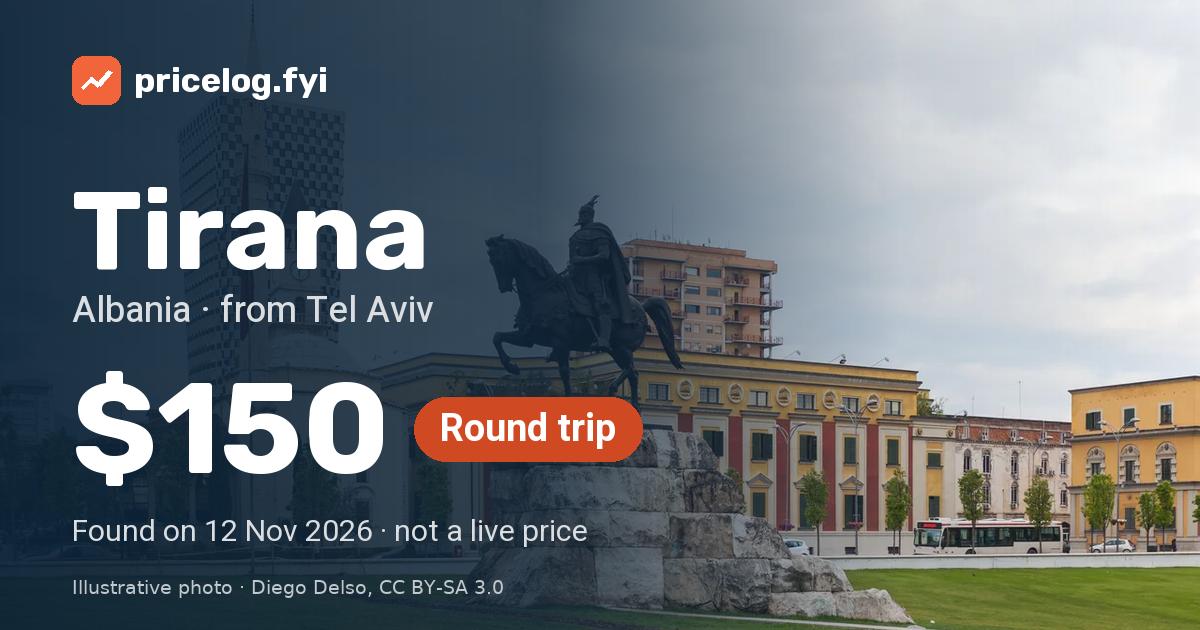 pricelog.fyi
Tirana
Albania · from Tel Aviv
$150
Round trip
Found on 12 Nov 2026 · not a live price
Illustrative photo · Diego Delso, CC BY-SA 3.0